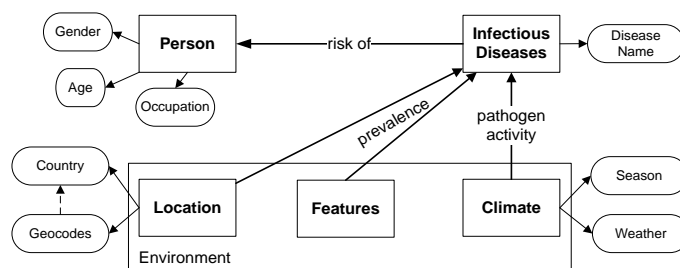 Gender
Person
risk of
Infectious
Diseases
Disease
Name
Age
Occupation
prevalence
pathogen
activity
Country
Location
Features
Climate
Season
Geocodes
Weather
Environment